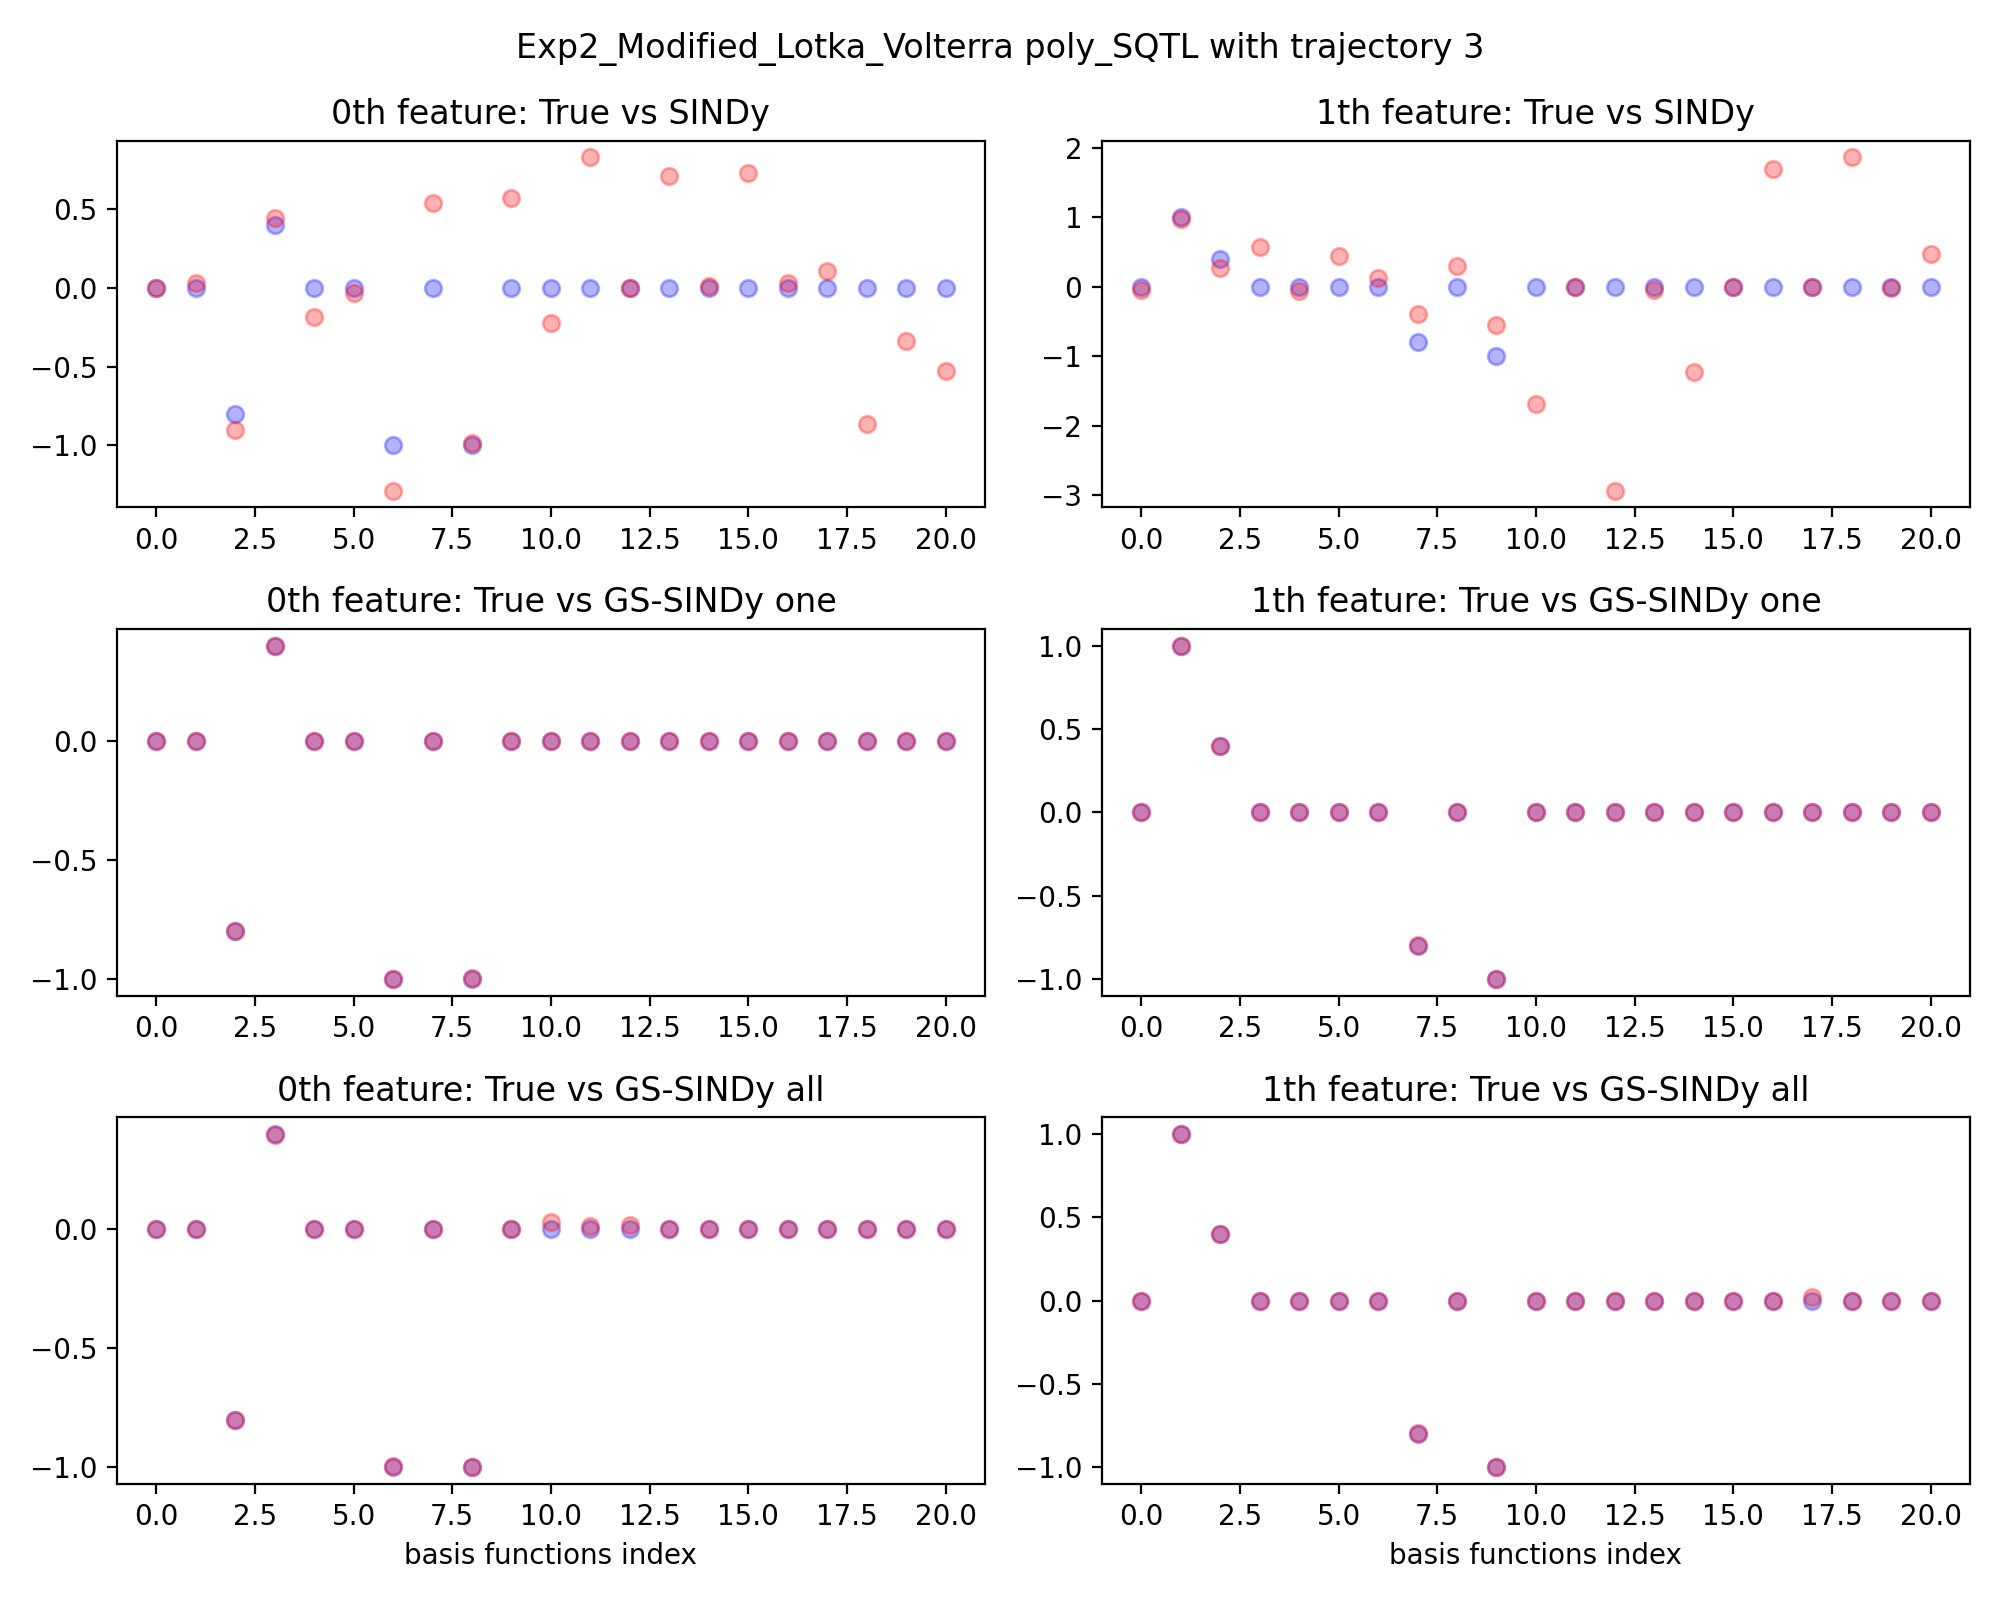 Exp2_Modified_Lotka_Volterra poly_SQTL with trajectory 3
0th feature: True vs SINDy
0.5
0.0
−0.5
−1.0
0.0 2.5 5.0 7.5 10.0 12.5 15.0 17.5 20.0
1th feature: True vs SINDy
2
1
0
−1
−2
−3
0.0 2.5 5.0 7.5 10.0 12.5 15.0 17.5 20.0
0th feature: True vs GS-SINDy one
0.0
−0.5
−1.0
0.0 2.5 5.0 7.5 10.0 12.5 15.0 17.5 20.0
1th feature: True vs GS-SINDy one
1.0
0.5
0.0
−0.5
−1.0
0.0 2.5 5.0 7.5 10.0 12.5 15.0 17.5 20.0
0th feature: True vs GS-SINDy all
0.0
−0.5
−1.0
0.0 2.5 5.0 7.5 10.0 12.5 15.0 17.5 20.0
basis functions index
1th feature: True vs GS-SINDy all
1.0
0.5
0.0
−0.5
−1.0
0.0 2.5 5.0 7.5 10.0 12.5 15.0 17.5 20.0
basis functions index